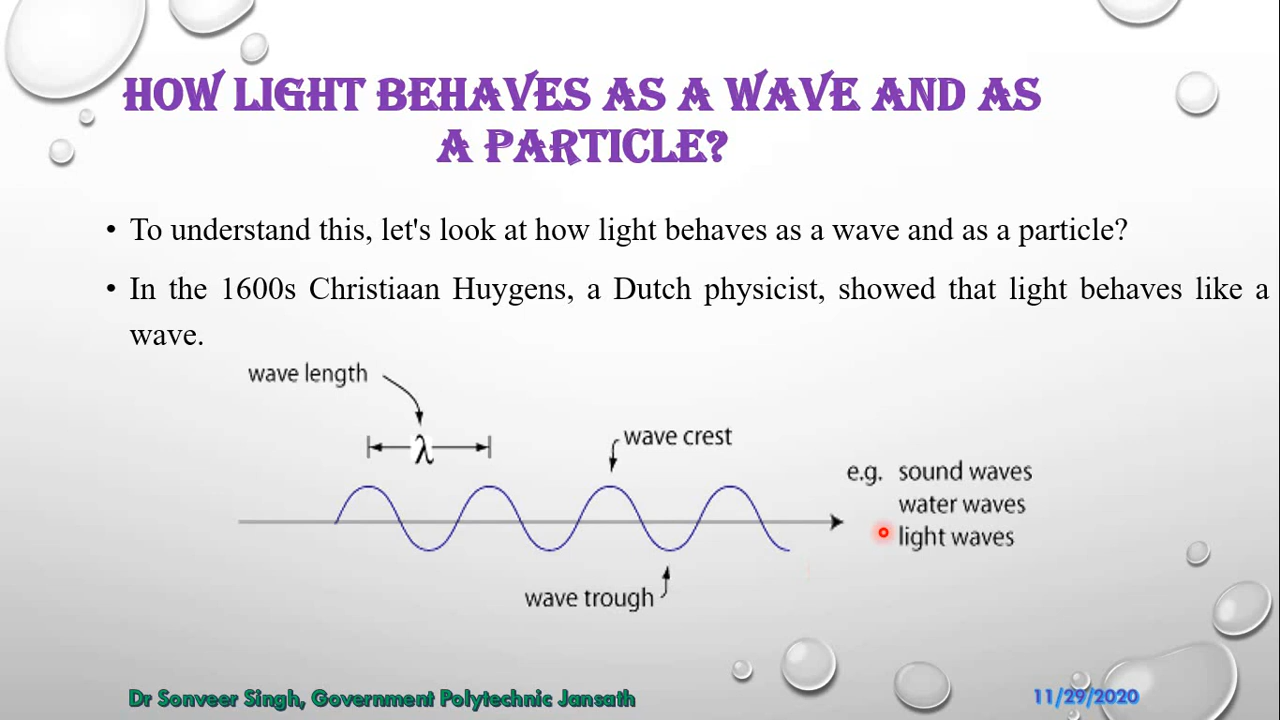 HOW LIGHT BEHAVES AS A WAVE AND AS
A PARTICLE?
• To understand this, let's look at how light behaves as a wave and as a particle?
• In the 1600s Christiaan Huygens, a Dutch physicist, showed that light behaves like a
wave.
wave length
λ
wave crest
e.g. sound waves
water waves
light waves
wave trough
Dr Sonveer Singh, Government Polytechnic Jansath
11/29/2020